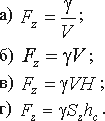 а) F_z = γ/V;
б) F_z = γV;
в) F_z = γVH;
г) F_z = γS_z h_c.